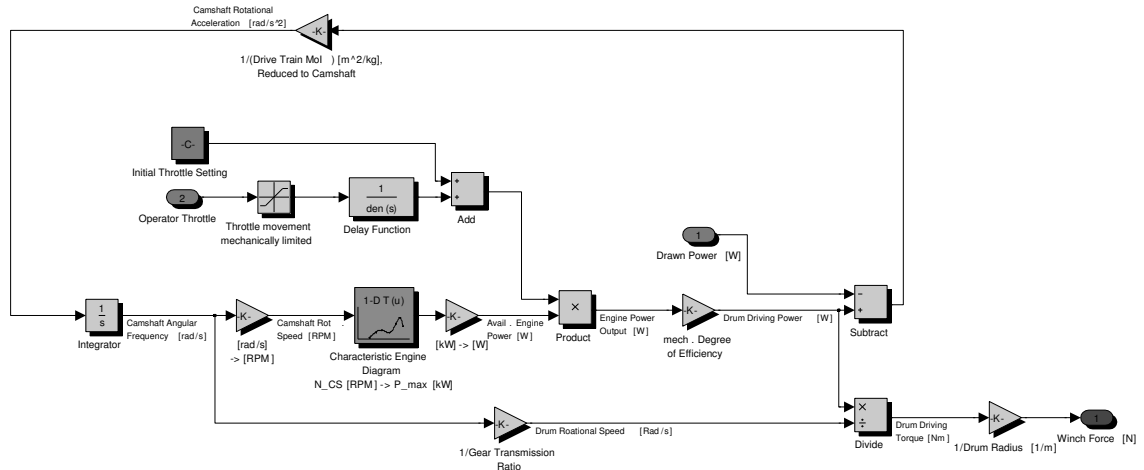 Camshaft Rotational
Acceleration [rad/s^2]
-K-
1/(Drive Train MoI ) [m^2/kg],
Reduced to Camshaft
-C-
Initial Throttle Setting
2
Operator Throttle
Throttle movement
mechanically limited
1
den (s)
Delay Function
+
+
Add
1
Drawn Power [W]
1
s
Integrator
Camshaft Angular
Frequency [rad/s]
-K-
[rad/s]
-> [RPM]
Camshaft Rot .
Speed [RPM]
1-D T (u)
Characteristic Engine
Diagram
N_CS [RPM] -> P_max [kW]
-K-
[kW] -> [W]
Avail . Engine
Power [W]
×
Product
Engine Power
Output [W]
-K-
mech . Degree
of Efficiency
Drum Driving Power [W]
−
+
Subtract
-K-
1/Gear Transmission
Ratio
Drum Roational Speed [Rad/s]
×
÷
Divide
Drum Driving
Torque [Nm]
-K-
1/Drum Radius [1/m]
1
Winch Force [N]